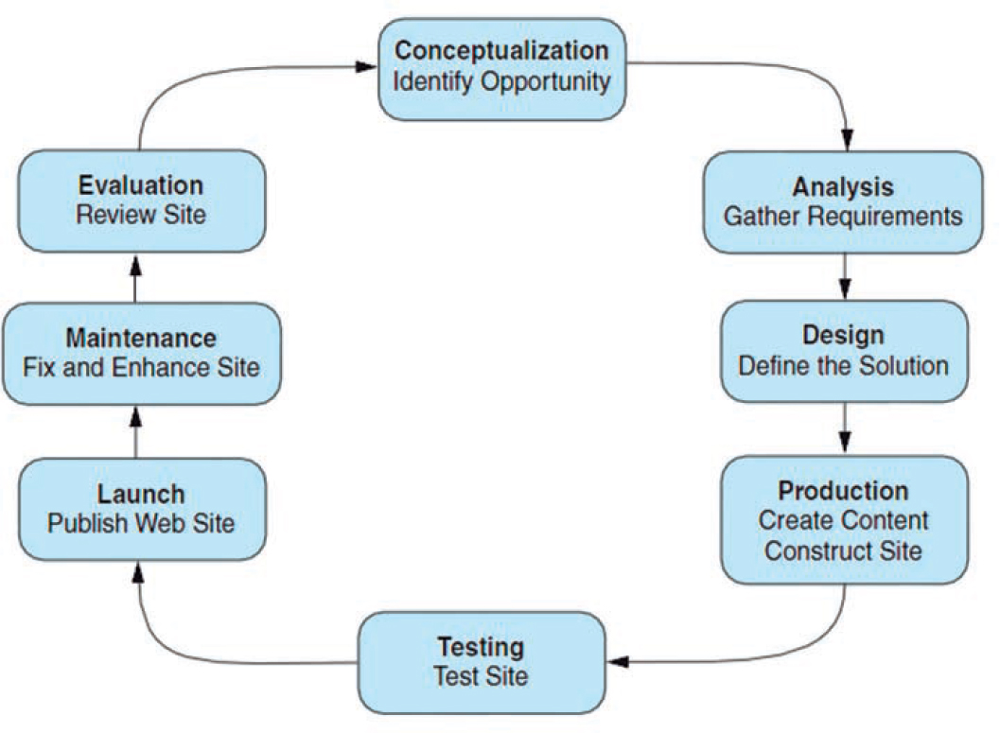 Conceptualization
Identify Opportunity
Analysis
Gather Requirements
Design
Define the Solution
Production
Create Content
Construct Site
Testing
Test Site
Launch
Publish Web Site
Maintenance
Fix and Enhance Site
Evaluation
Review Site